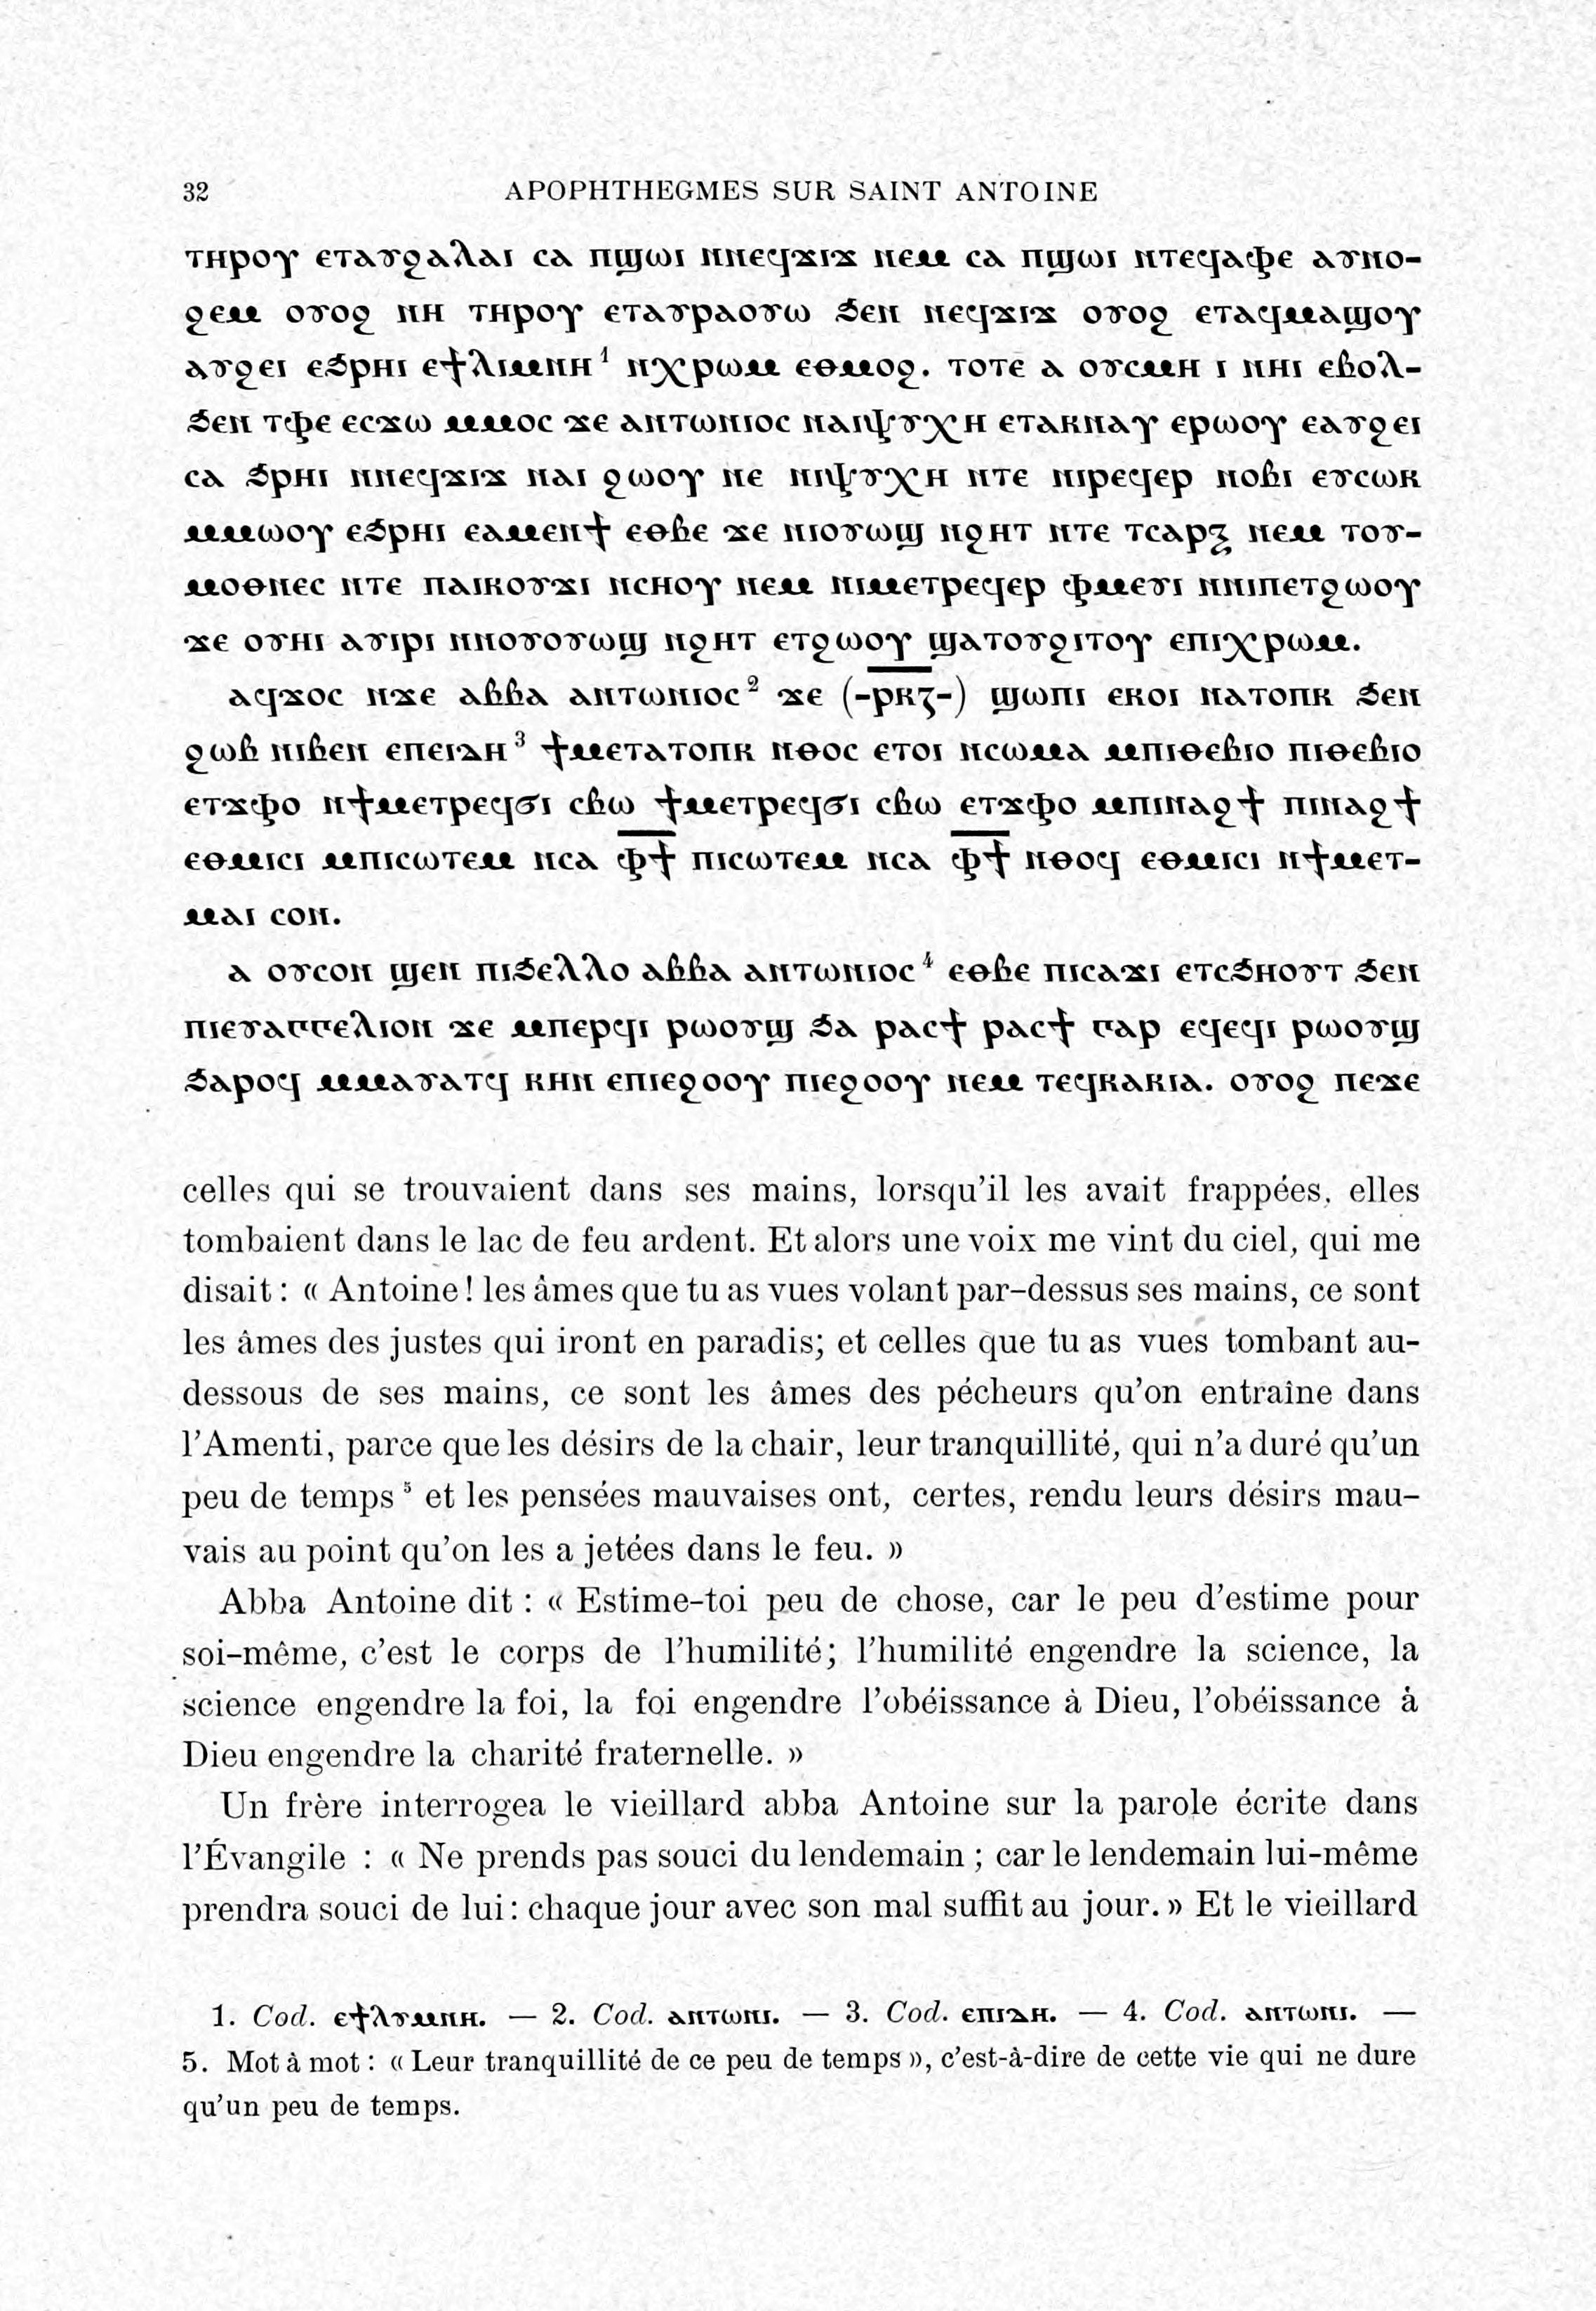 32 APOPHTHEGMES SUR SAINT ANTOINE
ⲧⲏⲣⲟⲩ ⲉⲧⲁⲩϩⲁⲗⲁⲓ ⲥⲁ ⲡϣⲱⲓ ⲛⲛⲉϥϫⲓϫ ⲛⲉⲙ ⲥⲁ ⲡϣⲱⲓ ⲛⲧⲉϥⲁⲫⲉ ⲁⲩⲛⲟ-
ϩⲉⲙ ⲟⲩⲟϩ ⲛⲏ ⲧⲏⲣⲟⲩ ⲉⲧⲁⲩⲣⲁⲟⲩⲱ ϧⲉⲛ ⲛⲉϥϫⲓϫ ⲟⲩⲟϩ ⲉⲧⲁϥⲙⲁϣⲟⲩ
ⲁⲩϩⲉⲓ ⲉϧⲣⲏⲓ ⲉϯⲗⲓⲙⲛⲏ¹ ⲛⲭⲣⲱⲙ ⲉⲑⲙⲟϩ. ⲧⲟⲧⲉ ⲁ ⲟⲩⲥⲙⲏ ⲓ ⲛⲏⲓ ⲉⲃⲟⲗ-
ϧⲉⲛ ⲧⲫⲉ ⲉⲥϫⲱ ⲙⲙⲟⲥ ϫⲉ ⲁⲛⲧⲱⲛⲓⲟⲥ ⲛⲁⲓⲯⲩⲭⲏ ⲉⲧⲁⲕⲛⲁⲩ ⲉⲣⲱⲟⲩ ⲉⲁⲩϩⲉⲓ
ⲥⲁ ϧⲣⲏⲓ ⲛⲛⲉϥϫⲓϫ ⲛⲁⲓ ϩⲱⲟⲩ ⲛⲉ ⲛⲓⲯⲩⲭⲏ ⲛⲧⲉ ⲛⲓⲣⲉϥⲉⲣ ⲛⲟⲃⲓ ⲉⲩⲥⲱⲕ
ⲙⲙⲱⲟⲩ ⲉϧⲣⲏⲓ ⲉⲁⲙⲉⲛϯ ⲉⲑⲃⲉ ϫⲉ ⲛⲓⲟⲩⲱϣ ⲛϩⲏⲧ ⲛⲧⲉ ⲧⲥⲁⲣⲝ ⲛⲉⲙ ⲧⲟⲩ-
ⲙⲟⲑⲛⲉⲥ ⲛⲧⲉ ⲡⲁⲓⲕⲟⲩϫⲓ ⲛⲥⲏⲟⲩ ⲛⲉⲙ ⲛⲓⲙⲉⲧⲣⲉϥⲉⲣ ⲫⲙⲉⲩⲓ ⲛⲛⲓⲡⲉⲧϩⲱⲟⲩ
ϫⲉ ⲟⲩⲏⲓ ⲁⲩⲓⲣⲓ ⲛⲛⲟⲩⲟⲩⲱϣ ⲛϩⲏⲧ ⲉⲧϩⲱⲟⲩ ϣⲁⲧⲟⲩϩⲓⲧⲟⲩ ⲉⲡⲓⲭⲣⲱⲙ.
ⲁϥϫⲟⲥ ⲛϫⲉ ⲁⲃⲃⲁ ⲁⲛⲧⲱⲛⲓⲟⲥ² ϫⲉ (-ⲣⲕⲍ̅-) ϣⲱⲡⲓ ⲉⲕⲟⲓ ⲛⲁⲧⲟⲡⲕ ϧⲉⲛ
ϩⲱⲃ ⲛⲓⲃⲉⲛ ⲉⲡⲉⲓⲇⲏ³ ϯⲙⲉⲧⲁⲧⲟⲡⲕ ⲛⲑⲟⲥ ⲉⲧⲟⲓ ⲛⲥⲱⲙⲁ ⲙⲡⲓⲑⲉⲃⲓⲟ ⲡⲓⲑⲉⲃⲓⲟ
ⲉⲧϫⲫⲟ ⲛϯⲙⲉⲧⲣⲉϥϭⲓ ⲥⲃⲱ ϯⲙⲉⲧⲣⲉϥϭⲓ ⲥⲃⲱ ⲉⲧϫⲫⲟ ⲙⲡⲓⲛⲁϩϯ ⲡⲓⲛⲁϩϯ
ⲉⲑⲙⲓⲥⲓ ⲙⲡⲓⲥⲱⲧⲉⲙ ⲛⲥⲁ ⲫ̅ϯ̅ ⲡⲓⲥⲱⲧⲉⲙ ⲛⲥⲁ ⲫ̅ϯ̅ ⲛⲑⲟϥ ⲉⲑⲙⲓⲥⲓ ⲛϯⲙⲉⲧ-
ⲙⲁⲓ ⲥⲟⲛ.
ⲁ ⲟⲩⲥⲟⲛ ϣⲉⲛ ⲡⲓϧⲉⲗⲗⲟ ⲁⲃⲃⲁ ⲁⲛⲧⲱⲛⲓⲟⲥ⁴ ⲉⲑⲃⲉ ⲡⲓⲥⲁϫⲓ ⲉⲧⲥϧⲏⲟⲩⲧ ϧⲉⲛ
ⲡⲓⲉⲩⲁⲅⲅⲉⲗⲓⲟⲛ ϫⲉ ⲙⲡⲉⲣϥⲓ ⲣⲱⲟⲩϣ ϧⲁ ⲣⲁⲥϯ ⲣⲁⲥϯ ⲅⲁⲣ ⲉϥⲉϥⲓ ⲣⲱⲟⲩϣ
ϧⲁⲣⲟϥ ⲙⲙⲁⲩⲁⲧϥ ⲕⲏⲛ ⲉⲡⲓⲉϩⲟⲟⲩ ⲡⲓⲉϩⲟⲟⲩ ⲛⲉⲙ ⲧⲉϥⲕⲁⲕⲓⲁ. ⲟⲩⲟϩ ⲡⲉϫⲉ
celles qui se trouvaient dans ses mains, lorsqu'il les avait frappées, elles
tombaient dans le lac de feu ardent. Et alors une voix me vint du ciel, qui me
disait : « Antoine ! les âmes que tu as vues volant par-dessus ses mains, ce sont
les âmes des justes qui iront en paradis; et celles que tu as vues tombant au-
dessous de ses mains, ce sont les âmes des pécheurs qu'on entraîne dans
l'Amenti, parce que les désirs de la chair, leur tranquillité, qui n'a duré qu'un
peu de temps ⁵ et les pensées mauvaises ont, certes, rendu leurs désirs mau-
vais au point qu'on les a jetées dans le feu. »
Abba Antoine dit : « Estime-toi peu de chose, car le peu d'estime pour
soi-même, c'est le corps de l'humilité; l'humilité engendre la science, la
science engendre la foi, la foi engendre l'obéissance à Dieu, l'obéissance à
Dieu engendre la charité fraternelle. »
Un frère interrogea le vieillard abba Antoine sur la parole écrite dans
l'Évangile : « Ne prends pas souci du lendemain ; car le lendemain lui-même
prendra souci de lui : chaque jour avec son mal suffit au jour. » Et le vieillard
1. Cod. ⲉϯⲗⲩⲙⲛⲏ. — 2. Cod. ⲁⲛⲧⲱⲛⲓ. — 3. Cod. ⲉⲡⲓⲇⲏ. — 4. Cod. ⲁⲛⲧⲱⲛⲓ. —
5. Mot à mot : « Leur tranquillité de ce peu de temps », c'est-à-dire de cette vie qui ne dure
qu'un peu de temps.